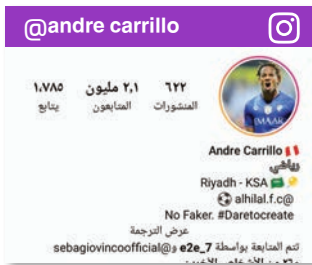 @andre carrillo
٦٢٢ ٢,١ مليون ١،٧٨٥
المنشورات المتابعون يتابع
Andre Carrillo 🇵🇪
رياضي
Riyadh - KSA 🇸🇦 📍
⚽ alhilal.f.c@
No Faker. #Daretocreate
عرض الترجمة
تتم المتابعة بواسطة e2e_7 و@sebagiovincoofficial